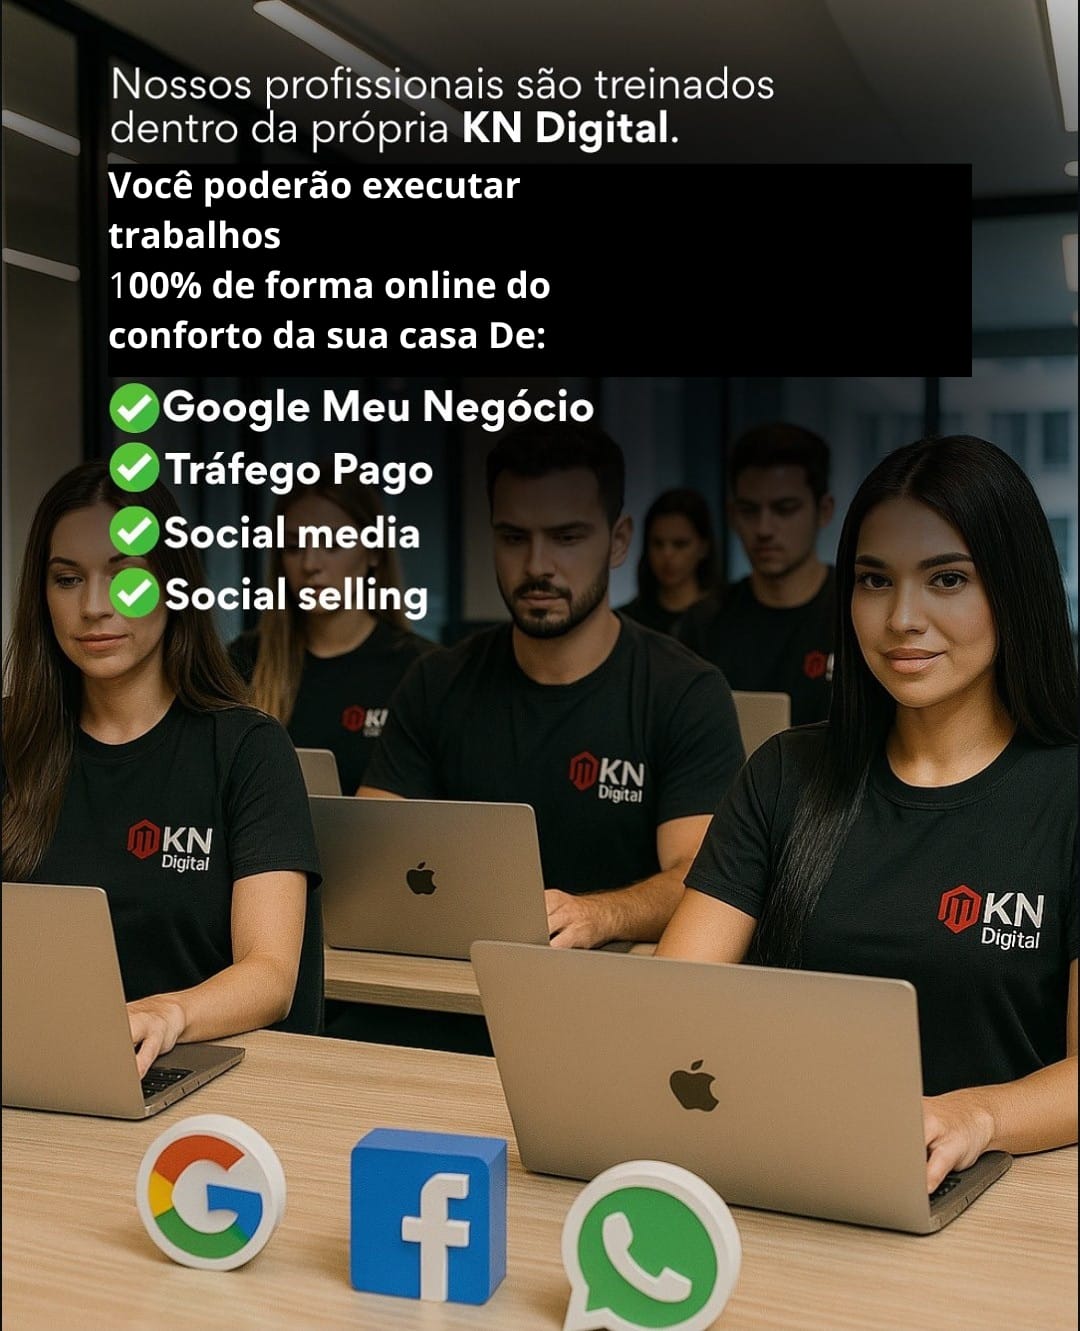 Nossos profissionais são treinados
dentro da própria KN Digital.
Você poderão executar
trabalhos
100% de forma online do
conforto da sua casa De:
Google Meu Negócio
Tráfego Pago
Social media
Social selling
KN
KN
Digital
KN
Digital
KN
Digital